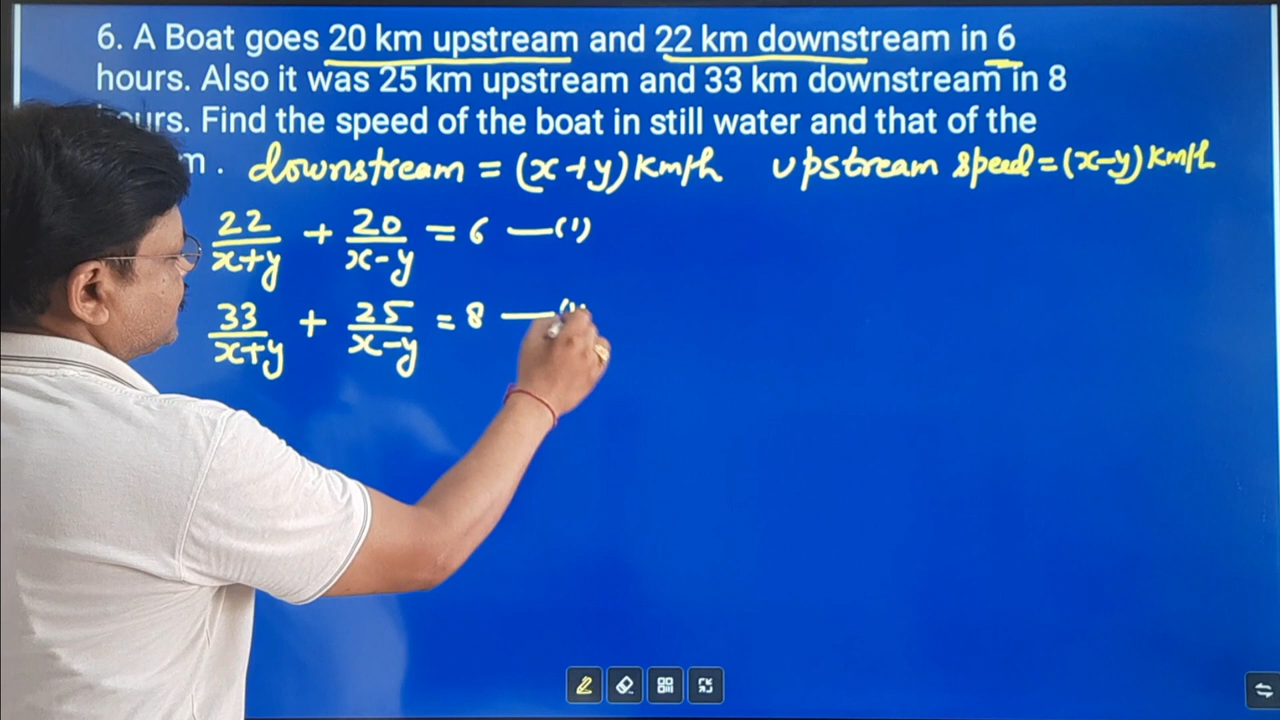 6. A Boat goes 20 km upstream and 22 km downstream in 6
hours. Also it was 25 km upstream and 33 km downstream in 8
hours. Find the speed of the boat in still water and that of the
m . downstream = (x+y) Km/h upstream speed = (x-y) Km/h
22/x+y + 20/x-y = 6 —(1)
33/x+y + 25/x-y = 8 —